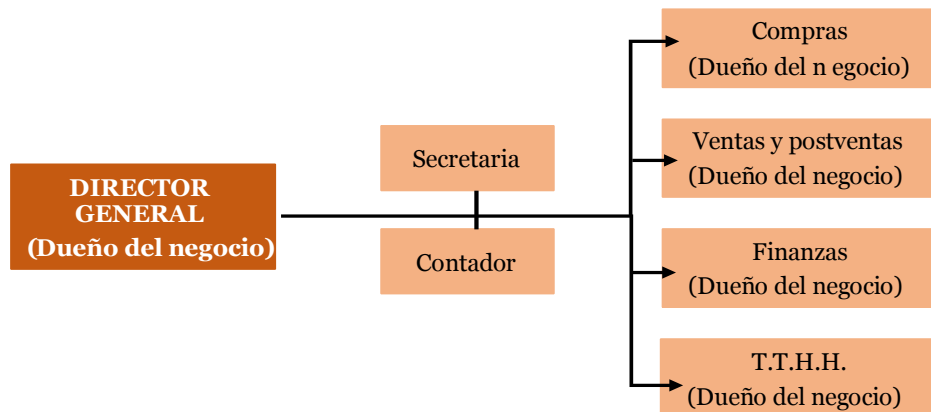 DIRECTOR
GENERAL
(Dueño del negocio)
Secretaria
Contador
Compras
(Dueño del n egocio)
Ventas y postventas
(Dueño del negocio)
Finanzas
(Dueño del negocio)
T.T.H.H.
(Dueño del negocio)